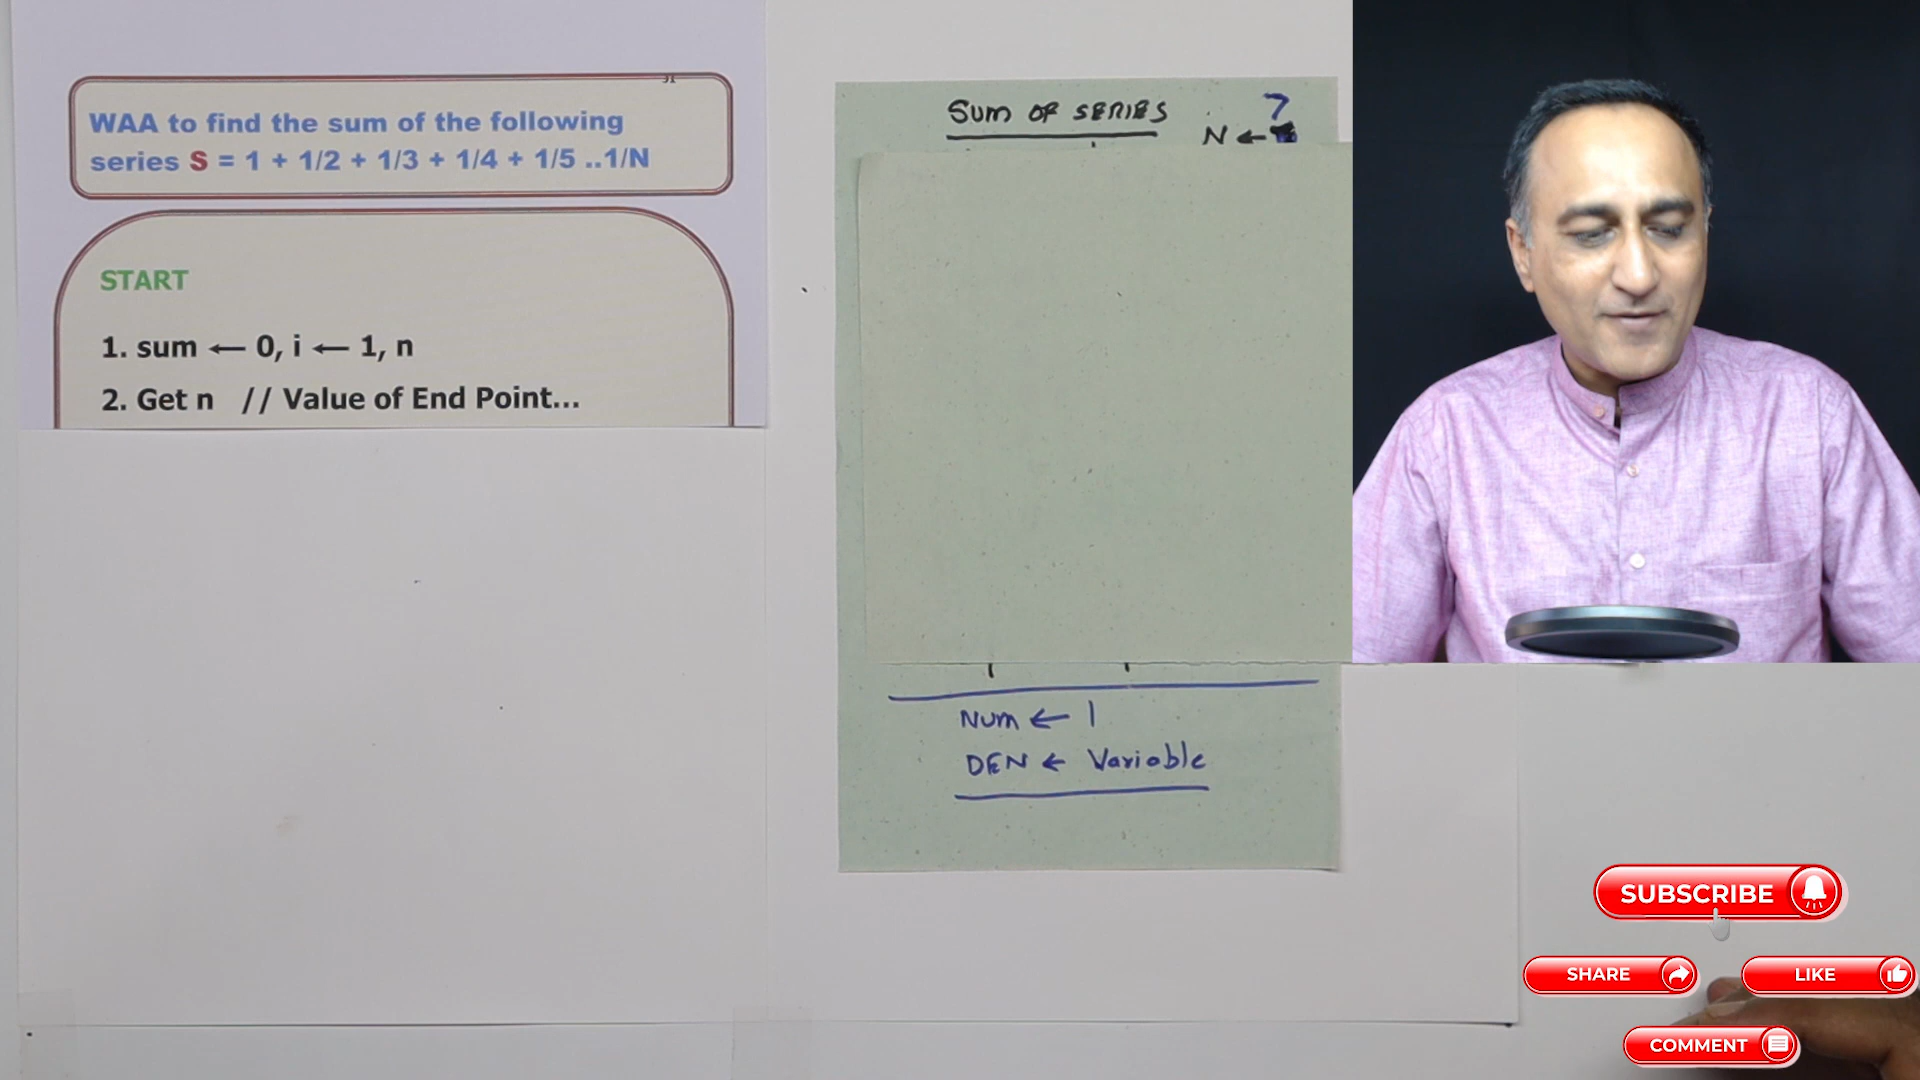 WAA to find the sum of the following
series S = 1 + 1/2 + 1/3 + 1/4 + 1/5 ..1/N
START
1. sum ← 0, i ← 1, n
2. Get n // Value of End Point...
SUM OF SERIES
7
N ←
NUM ← 1
DEN ← Variable
SUBSCRIBE
SHARE
LIKE
COMMENT